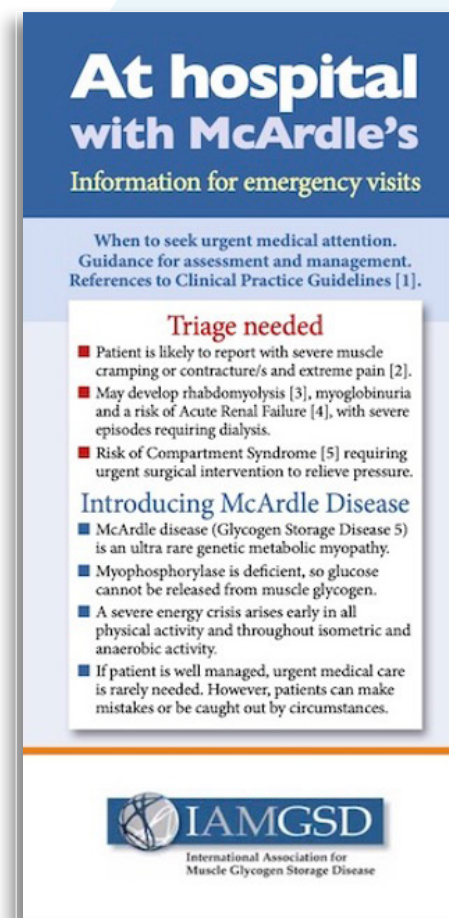 At hospital
with McArdle's
Information for emergency visits
When to seek urgent medical attention.
Guidance for assessment and management.
References to Clinical Practice Guidelines [1].
Triage needed
■ Patient is likely to report with severe muscle
cramping or contracture/s and extreme pain [2].
■ May develop rhabdomyolysis [3], myoglobinuria
and a risk of Acute Renal Failure [4], with severe
episodes requiring dialysis.
■ Risk of Compartment Syndrome [5] requiring
urgent surgical intervention to relieve pressure.
Introducing McArdle Disease
■ McArdle disease (Glycogen Storage Disease 5)
is an ultra rare genetic metabolic myopathy.
■ Myophosphorylase is deficient, so glucose
cannot be released from muscle glycogen.
■ A severe energy crisis arises early in all
physical activity and throughout isometric and
anaerobic activity.
■ If patient is well managed, urgent medical care
is rarely needed. However, patients can make
mistakes or be caught out by circumstances.
IAMGSD
International Association for
Muscle Glycogen Storage Disease